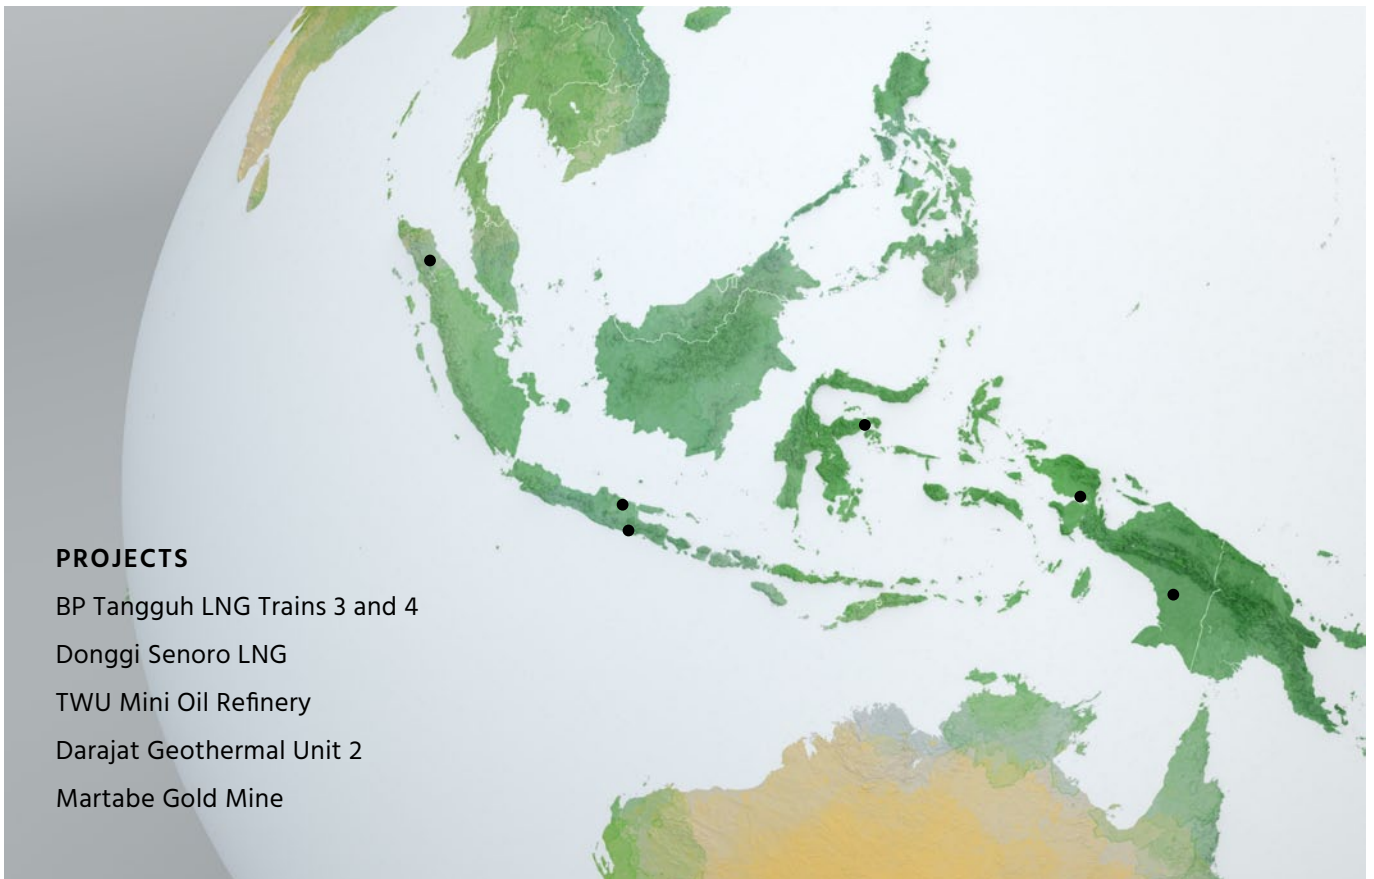 PROJECTS
BP Tangguh LNG Trains 3 and 4
Donggi Senoro LNG
TWU Mini Oil Refinery
Darajat Geothermal Unit 2
Martabe Gold Mine